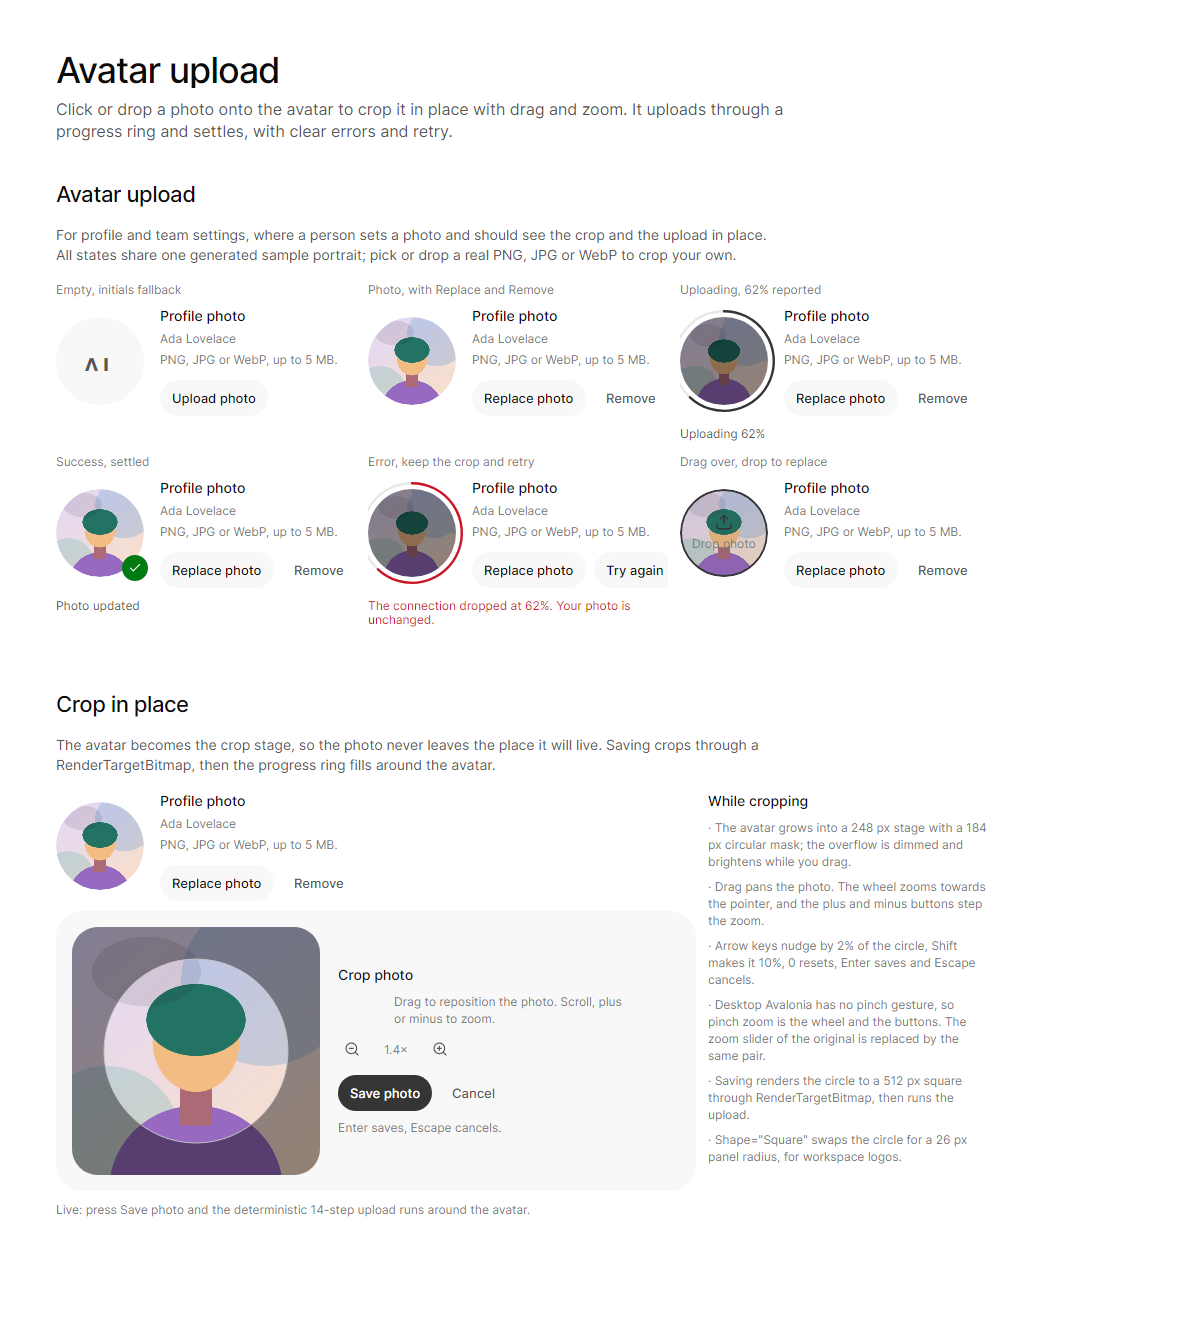 Avatar upload
Click or drop a photo onto the avatar to crop it in place with drag and zoom. It uploads through a
progress ring and settles, with clear errors and retry.
Avatar upload
For profile and team settings, where a person sets a photo and should see the crop and the upload in place.
All states share one generated sample portrait; pick or drop a real PNG, JPG or WebP to crop your own.
Empty, initials fallback
Profile photo
Ada Lovelace
PNG, JPG or WebP, up to 5 MB.
Upload photo
Photo, with Replace and Remove
Profile photo
Ada Lovelace
PNG, JPG or WebP, up to 5 MB.
Replace photo
Remove
Uploading, 62% reported
Profile photo
Ada Lovelace
PNG, JPG or WebP, up to 5 MB.
Replace photo
Remove
Uploading 62%
Success, settled
Profile photo
Ada Lovelace
PNG, JPG or WebP, up to 5 MB.
Replace photo
Remove
Photo updated
Error, keep the crop and retry
Profile photo
Ada Lovelace
PNG, JPG or WebP, up to 5 MB.
Replace photo
Try again
The connection dropped at 62%. Your photo is
unchanged.
Drag over, drop to replace
Drop photo
Profile photo
Ada Lovelace
PNG, JPG or WebP, up to 5 MB.
Replace photo
Remove
Crop in place
The avatar becomes the crop stage, so the photo never leaves the place it will live. Saving crops through a
RenderTargetBitmap, then the progress ring fills around the avatar.
Profile photo
Ada Lovelace
PNG, JPG or WebP, up to 5 MB.
Replace photo
Remove
Crop photo
Drag to reposition the photo. Scroll, plus
or minus to zoom.
1.4×
Save photo
Cancel
Enter saves, Escape cancels.
Live: press Save photo and the deterministic 14-step upload runs around the avatar.
While cropping
· The avatar grows into a 248 px stage with a 184
px circular mask; the overflow is dimmed and
brightens while you drag.
· Drag pans the photo. The wheel zooms towards
the pointer, and the plus and minus buttons step
the zoom.
· Arrow keys nudge by 2% of the circle, Shift
makes it 10%, 0 resets, Enter saves and Escape
cancels.
· Desktop Avalonia has no pinch gesture, so
pinch zoom is the wheel and the buttons. The
zoom slider of the original is replaced by the
same pair.
· Saving renders the circle to a 512 px square
through RenderTargetBitmap, then runs the
upload.
· Shape="Square" swaps the circle for a 26 px
panel radius, for workspace logos.